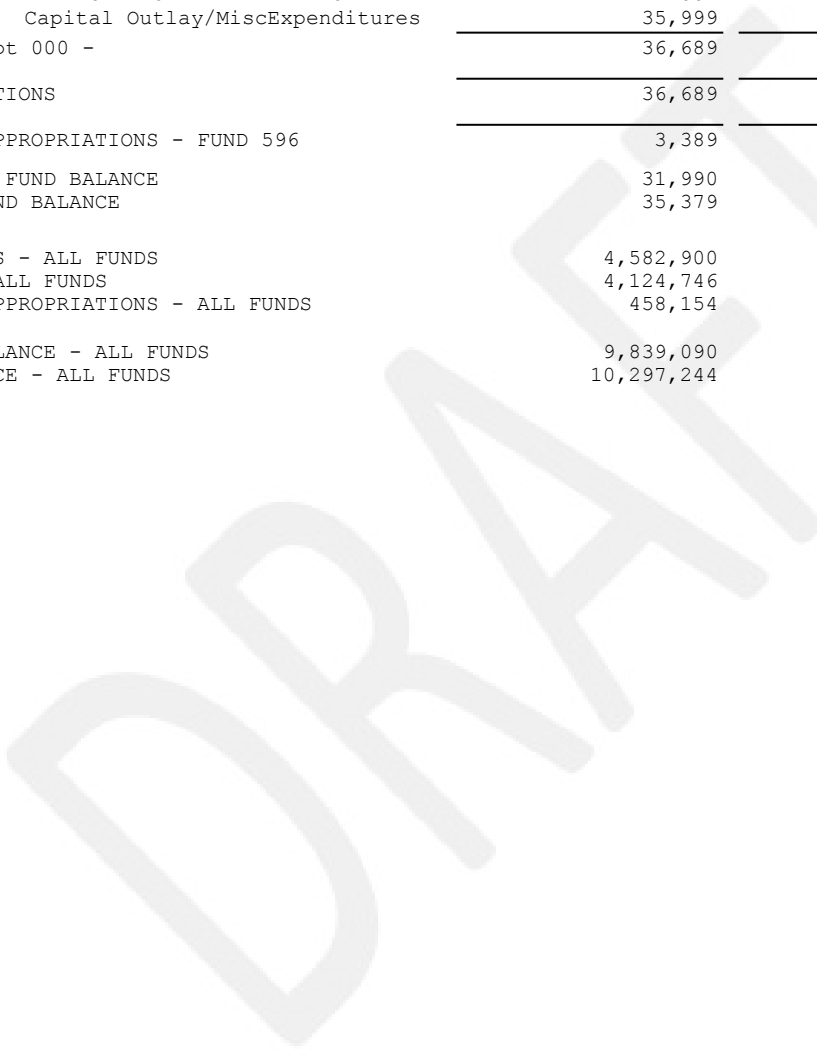 Capital Outlay/MiscExpenditures 35,999
ot 000 - 36,689
TIONS 36,689
PPROPRIATIONS - FUND 596 3,389
FUND BALANCE 31,990
ND BALANCE 35,379
S - ALL FUNDS 4,582,900
ALL FUNDS 4,124,746
PPROPRIATIONS - ALL FUNDS 458,154
LANCE - ALL FUNDS 9,839,090
CE - ALL FUNDS 10,297,244
DRAFT